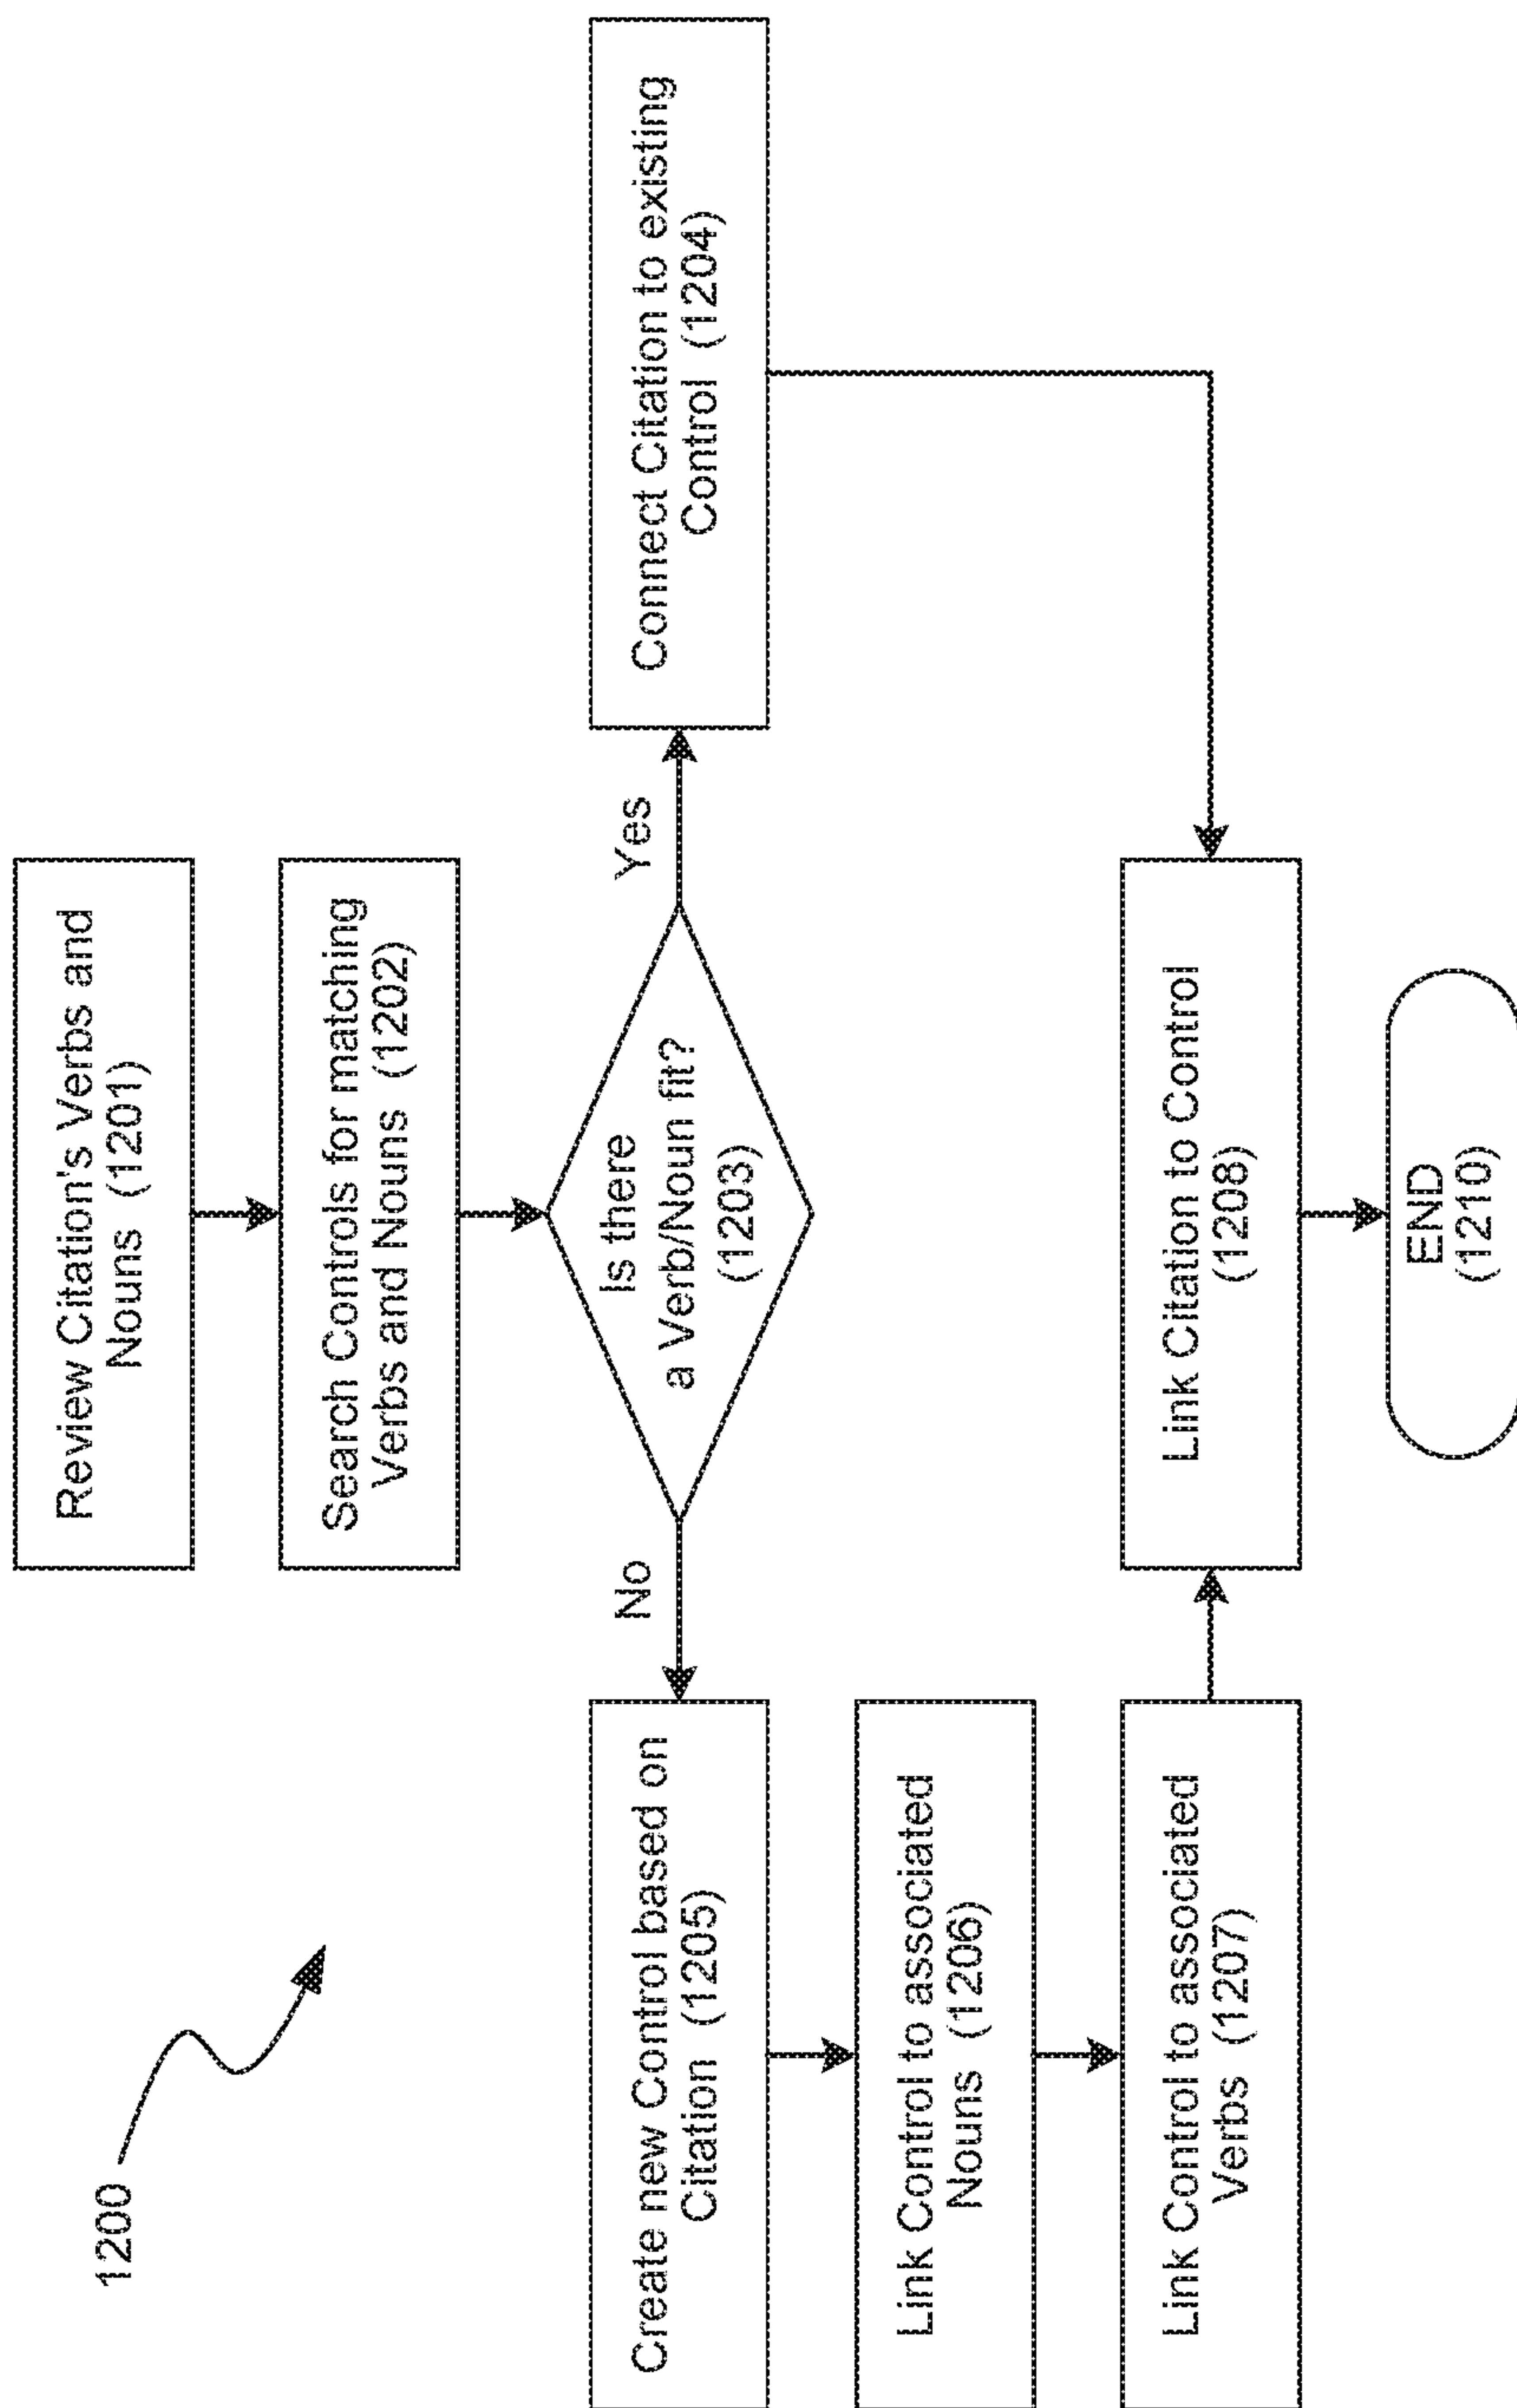 1200
Review Citation's Verbs and
Nouns (1201)
Search Controls for matching
Verbs and Nouns (1202)
Is there
a Verb/Noun fit?
(1203)
Yes
Connect Citation to existing
Control (1204)
No
Create new Control based on
Citation (1205)
Link Control to associated
Nouns (1206)
Link Control to associated
Verbs (1207)
Link Citation to Control
(1208)
END
(1210)